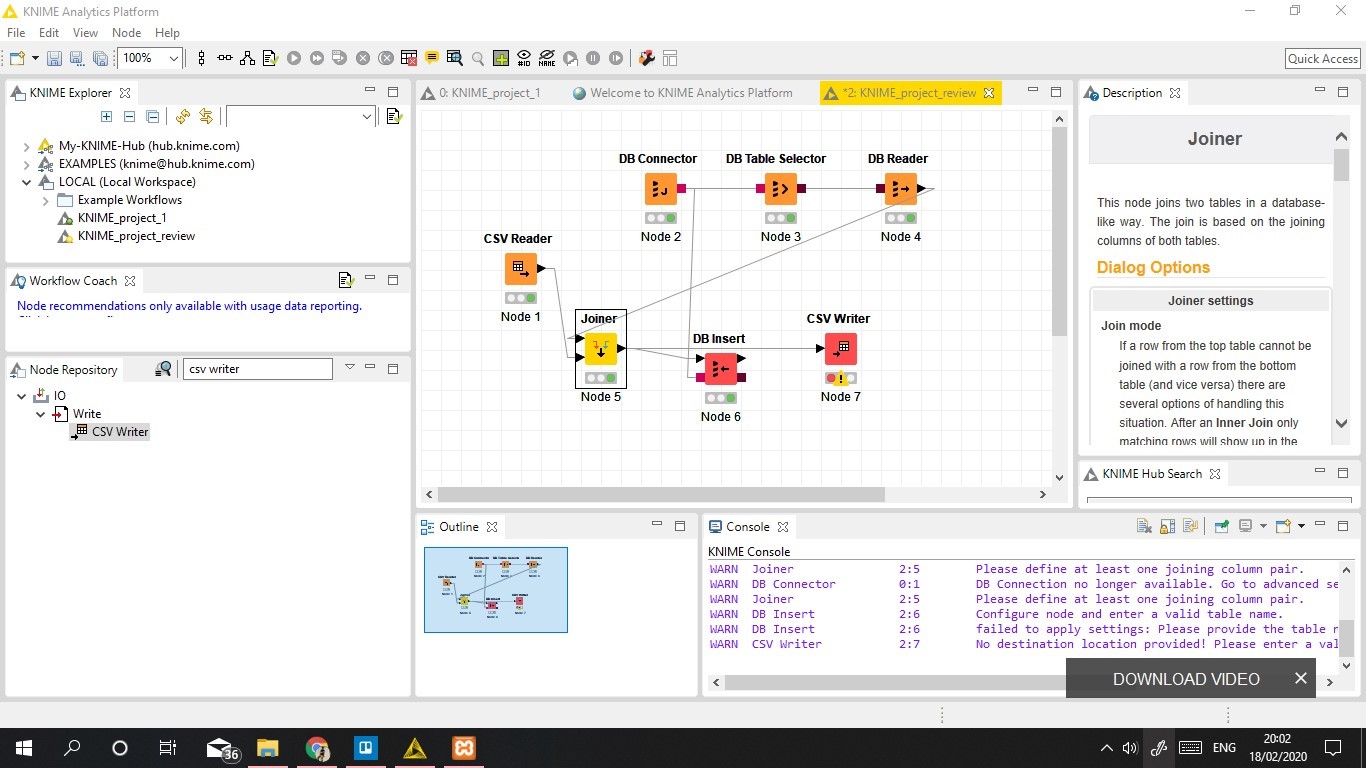 KNIME Analytics Platform
File Edit View Node Help
100%
#ID
NAME
Quick Access
KNIME Explorer
My-KNIME-Hub (hub.knime.com)
EXAMPLES (knime@hub.knime.com)
LOCAL (Local Workspace)
Example Workflows
KNIME_project_1
KNIME_project_review
Workflow Coach
Node recommendations only available with usage data reporting.
Node Repository
csv writer
IO
Write
CSV Writer
0: KNIME_project_1
Welcome to KNIME Analytics Platform
*2: KNIME_project_review
DB Connector
DB Table Selector
DB Reader
Node 2
Node 3
Node 4
CSV Reader
Node 1
Joiner
Node 5
DB Insert
Node 6
CSV Writer
Node 7
Description
Joiner
This node joins two tables in a database-
like way. The join is based on the joining
columns of both tables.
Dialog Options
Joiner settings
Join mode
If a row from the top table cannot be
joined with a row from the bottom
table (and vice versa) there are
several options of handling this
situation. After an Inner Join only
matching rows will show up in the
KNIME Hub Search
Outline
Console
KNIME Console
WARN Joiner 2:5 Please define at least one joining column pair.
WARN DB Connector 0:1 DB Connection no longer available. Go to advanced se
WARN Joiner 2:5 Please define at least one joining column pair.
WARN DB Insert 2:6 Configure node and enter a valid table name.
WARN DB Insert 2:6 failed to apply settings: Please provide the table
WARN CSV Writer 2:7 No destination location provided! Please enter a val
DOWNLOAD VIDEO
36
ENG
20:02
18/02/2020